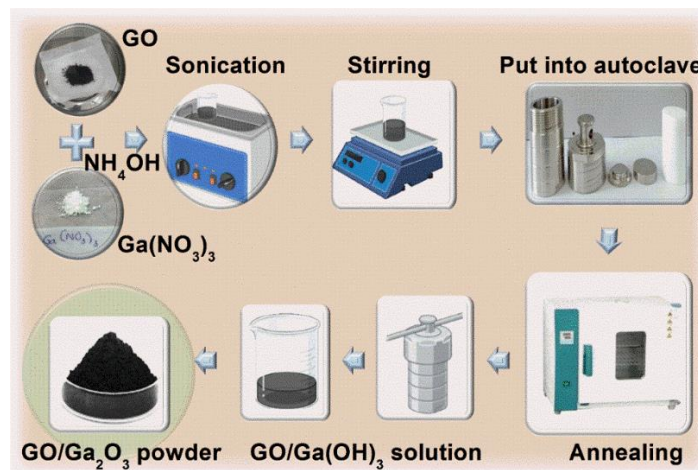 GO
Sonication
Stirring
Put into autoclave
NH₄OH
Ga(NO₃)₃
Ga(NO₃)₃
GO/Ga₂O₃ powder
GO/Ga(OH)₃ solution
Annealing